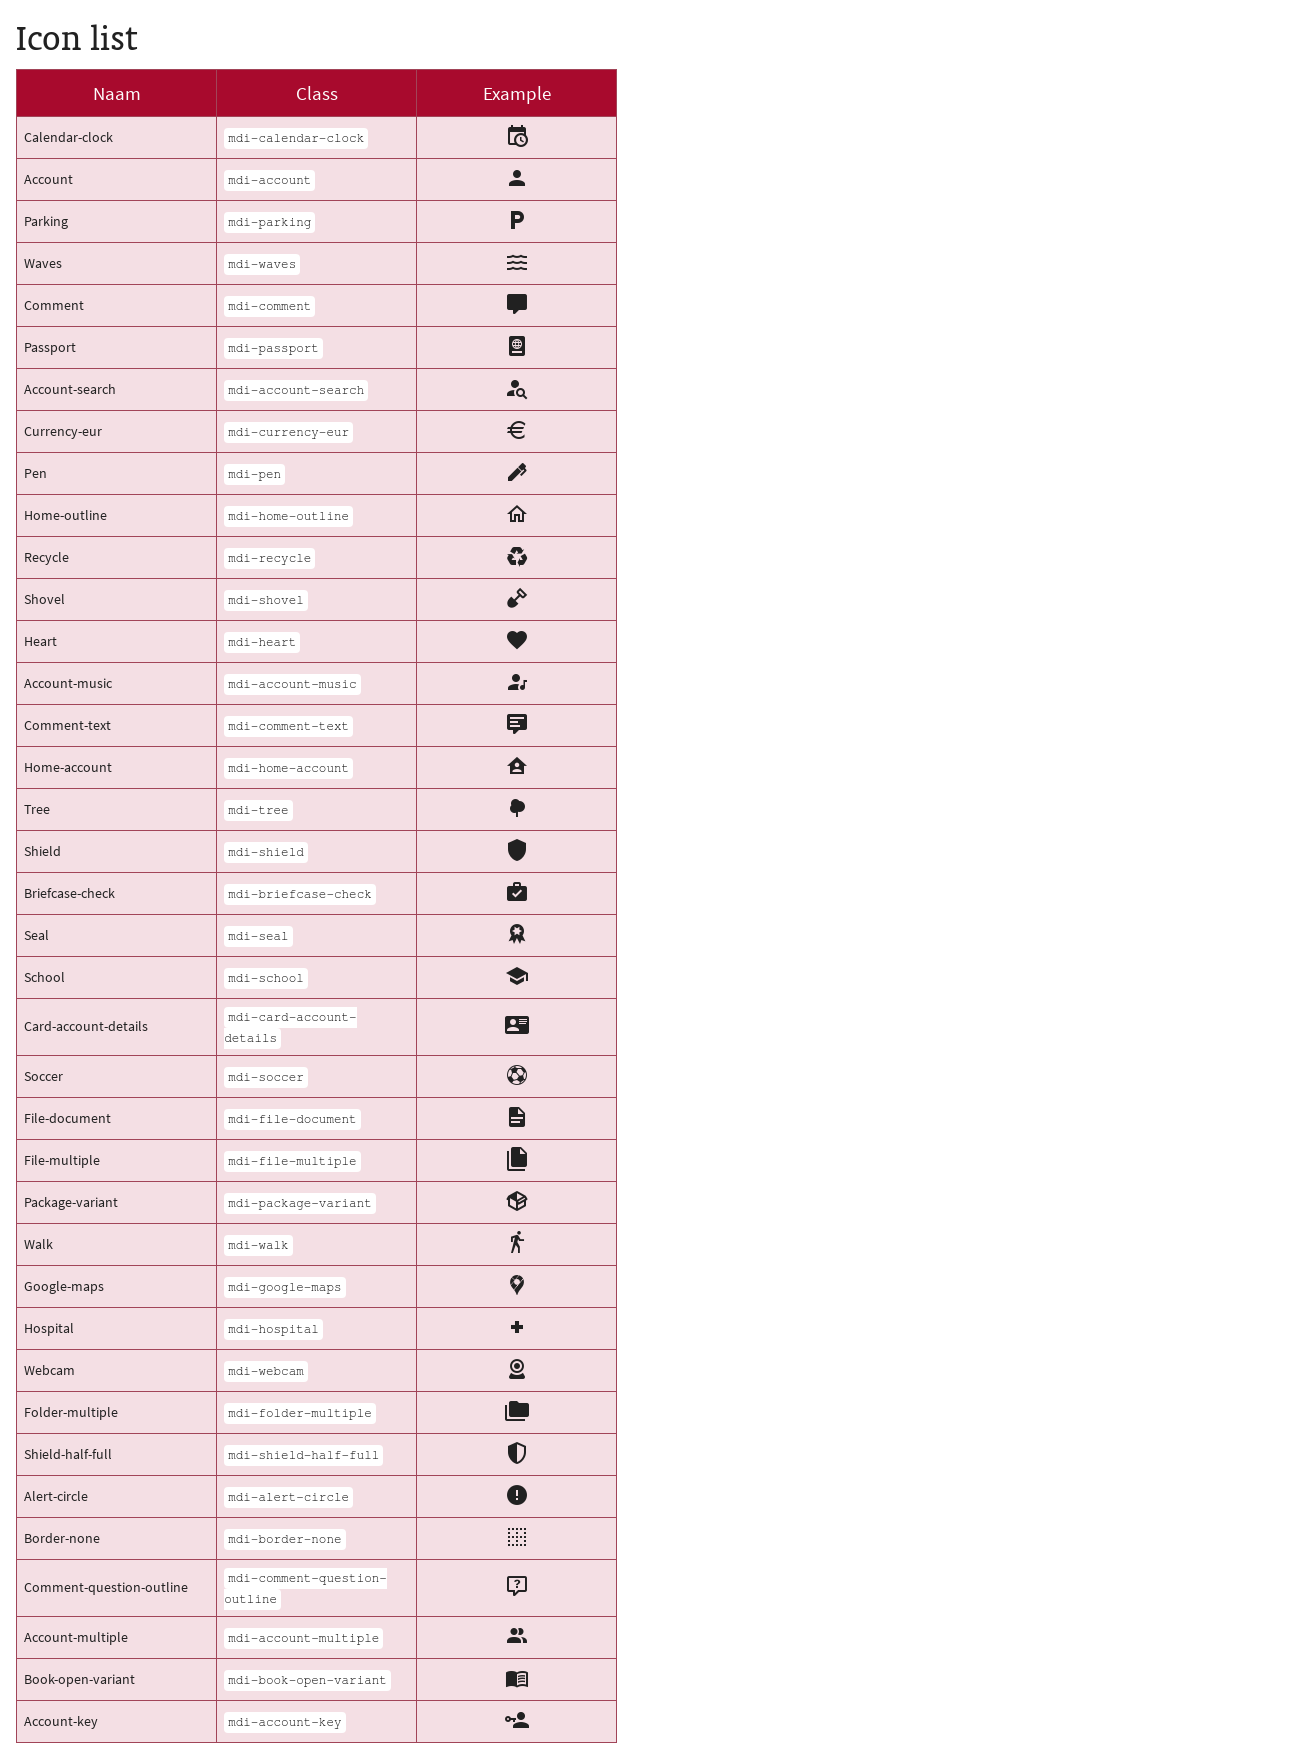 Icon list
Naam Class Example
Calendar-clock mdi-calendar-clock
Account mdi-account
Parking mdi-parking
Waves mdi-waves
Comment mdi-comment
Passport mdi-passport
Account-search mdi-account-search
Currency-eur mdi-currency-eur
Pen mdi-pen
Home-outline mdi-home-outline
Recycle mdi-recycle
Shovel mdi-shovel
Heart mdi-heart
Account-music mdi-account-music
Comment-text mdi-comment-text
Home-account mdi-home-account
Tree mdi-tree
Shield mdi-shield
Briefcase-check mdi-briefcase-check
Seal mdi-seal
School mdi-school
Card-account-details mdi-card-account-
details
Soccer mdi-soccer
File-document mdi-file-document
File-multiple mdi-file-multiple
Package-variant mdi-package-variant
Walk mdi-walk
Google-maps mdi-google-maps
Hospital mdi-hospital
Webcam mdi-webcam
Folder-multiple mdi-folder-multiple
Shield-half-full mdi-shield-half-full
Alert-circle mdi-alert-circle
Border-none mdi-border-none
Comment-question-outline mdi-comment-question-
outline
Account-multiple mdi-account-multiple
Book-open-variant mdi-book-open-variant
Account-key mdi-account-key